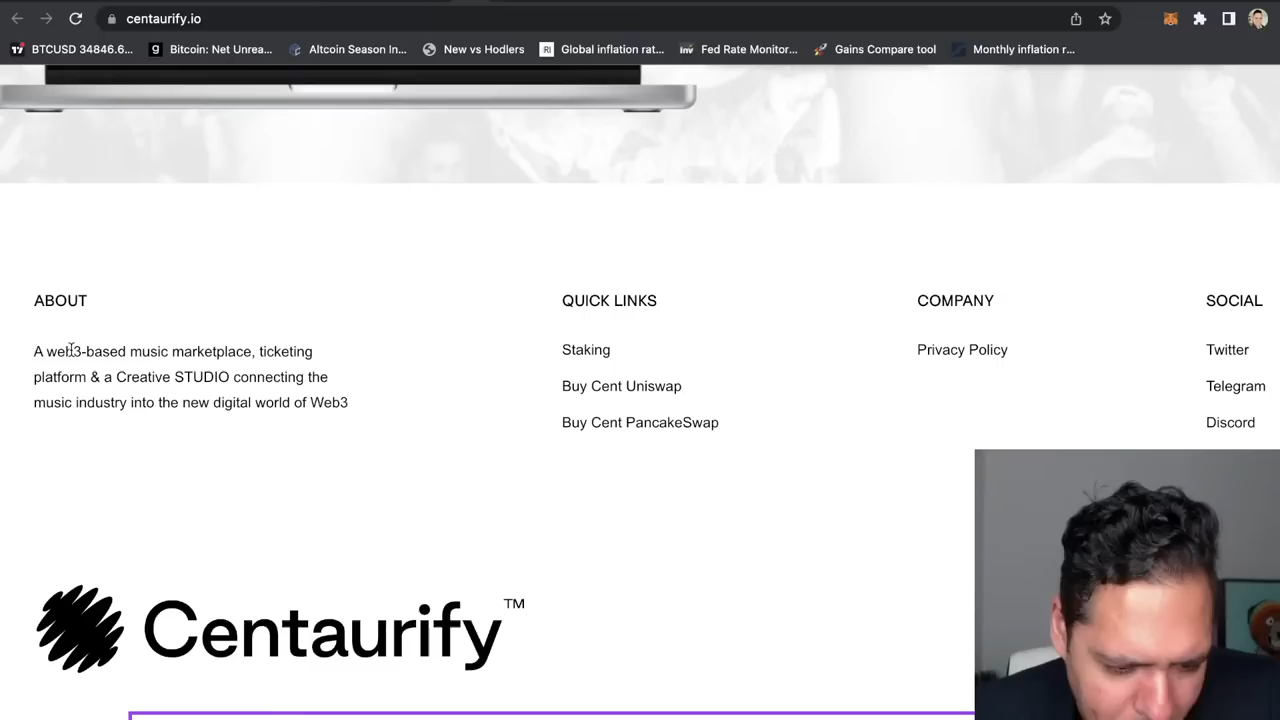 centaurify.io
BTCUSD 34846.6...
Bitcoin: Net Unrea...
Altcoin Season In...
New vs Hodlers
RI
Global inflation rat...
Inv
Fed Rate Monitor...
Gains Compare tool
Monthly inflation r...
ABOUT
A web3-based music marketplace, ticketing
platform & a Creative STUDIO connecting the
music industry into the new digital world of Web3
QUICK LINKS
Staking
Buy Cent Uniswap
Buy Cent PancakeSwap
COMPANY
Privacy Policy
SOCIAL
Twitter
Telegram
Discord
Centaurify™